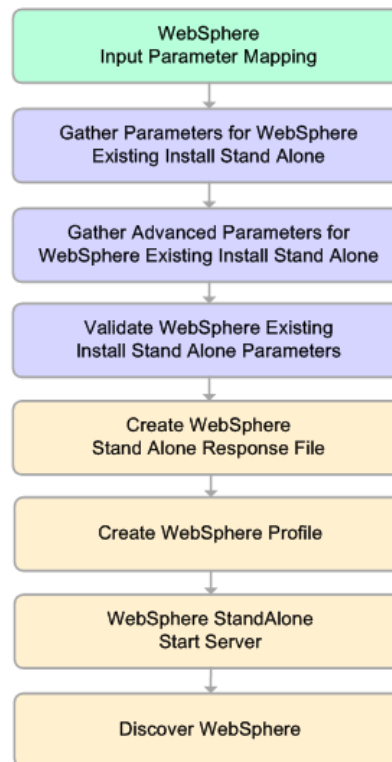 WebSphere
Input Parameter Mapping
Gather Parameters for WebSphere
Existing Install Stand Alone
Gather Advanced Parameters for
WebSphere Existing Install Stand Alone
Validate WebSphere Existing
Install Stand Alone Parameters
Create WebSphere
Stand Alone Response File
Create WebSphere Profile
WebSphere StandAlone
Start Server
Discover WebSphere